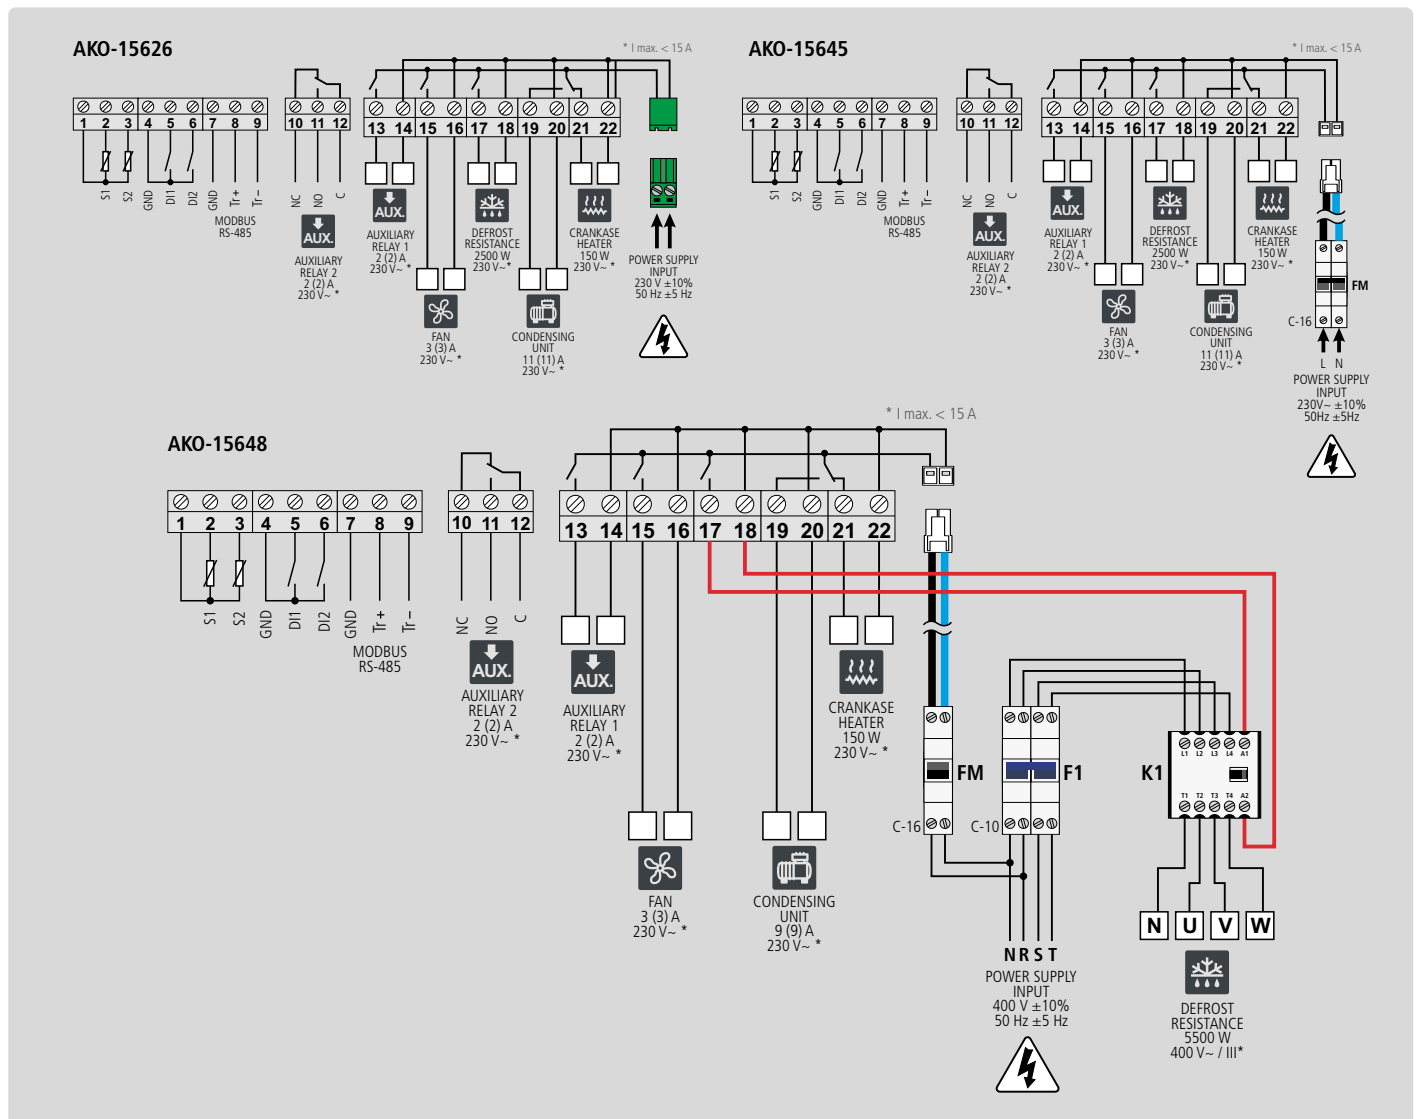 AKO-15626
* I max. < 15 A
1 2 3 4 5 6 7 8 9
10 11 12
13 14 15 16 17 18 19 20 21 22
S1 S2 GND DI1 DI2 GND Tr+ Tr−
MODBUS
RS-485
NC NO C
AUX.
AUXILIARY
RELAY 2
2 (2) A
230 V~ *
AUX.
AUXILIARY
RELAY 1
2 (2) A
230 V~ *
FAN
3 (3) A
230 V~ *
DEFROST
RESISTANCE
2500 W
230 V~ *
CONDENSING
UNIT
11 (11) A
230 V~ *
CRANKASE
HEATER
150 W
230 V~ *
POWER SUPPLY
INPUT
230 V ±10%
50 Hz ±5 Hz
AKO-15645
* I max. < 15 A
1 2 3 4 5 6 7 8 9
10 11 12
13 14 15 16 17 18 19 20 21 22
S1 S2 GND DI1 DI2 GND Tr+ Tr−
MODBUS
RS-485
NC NO C
AUX.
AUXILIARY
RELAY 2
2 (2) A
230 V~ *
AUXILIARY
RELAY 1
2 (2) A
230 V~ *
AUX.
FAN
3 (3) A
230 V~ *
DEFROST
RESISTANCE
2500 W
230 V~ *
CONDENSING
UNIT
11 (11) A
230 V~ *
CRANKASE
HEATER
150 W
230 V~ *
FM
C-16
L N
POWER SUPPLY
INPUT
230V~ ±10%
50Hz ±5Hz
AKO-15648
* I max. < 15 A
1 2 3 4 5 6 7 8 9
10 11 12
13 14 15 16 17 18 19 20 21 22
S1 S2 GND DI1 DI2 GND Tr+ Tr−
MODBUS
RS-485
NC NO C
AUX.
AUXILIARY
RELAY 2
2 (2) A
230 V~ *
AUX.
AUXILIARY
RELAY 1
2 (2) A
230 V~ *
FAN
3 (3) A
230 V~ *
CONDENSING
UNIT
9 (9) A
230 V~ *
CRANKASE
HEATER
150 W
230 V~ *
FM
C-16
F1
C-10
K1
L1 L2 L3 L4 A1
T1 T2 T3 T4 A2
N R S T
POWER SUPPLY
INPUT
400 V ±10%
50 Hz ±5 Hz
N U V W
DEFROST
RESISTANCE
5500 W
400 V~ / III*